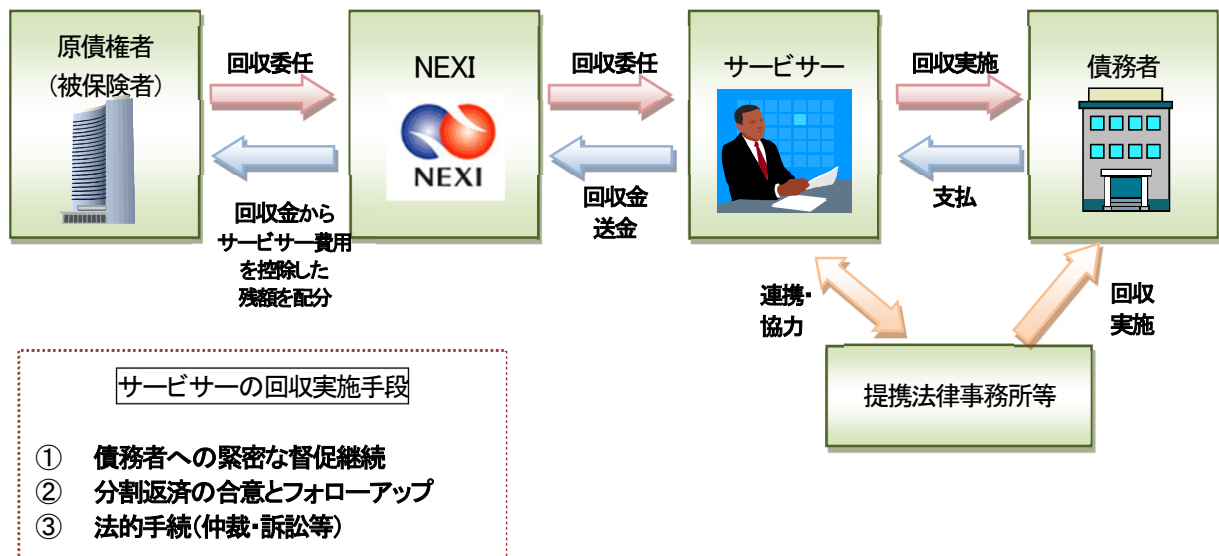 原債権者
（被保険者）
回収委任
NEXI
NEXI
回収委任
サービサー
回収実施
債務者
回収金から
サービサー費用
を控除した
残額を配分
回収金
送金
支払
連携・
協力
回収
実施
提携法律事務所等
サービサーの回収実施手段
① 債務者への緊密な督促継続
② 分割返済の合意とフォローアップ
③ 法的手続(仲裁・訴訟等)